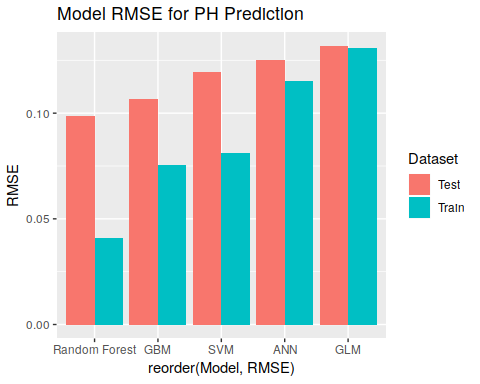 Model RMSE for PH Prediction
RMSE
0.10
0.05
0.00
Random Forest GBM SVM ANN GLM
reorder(Model, RMSE)
Dataset
Test
Train